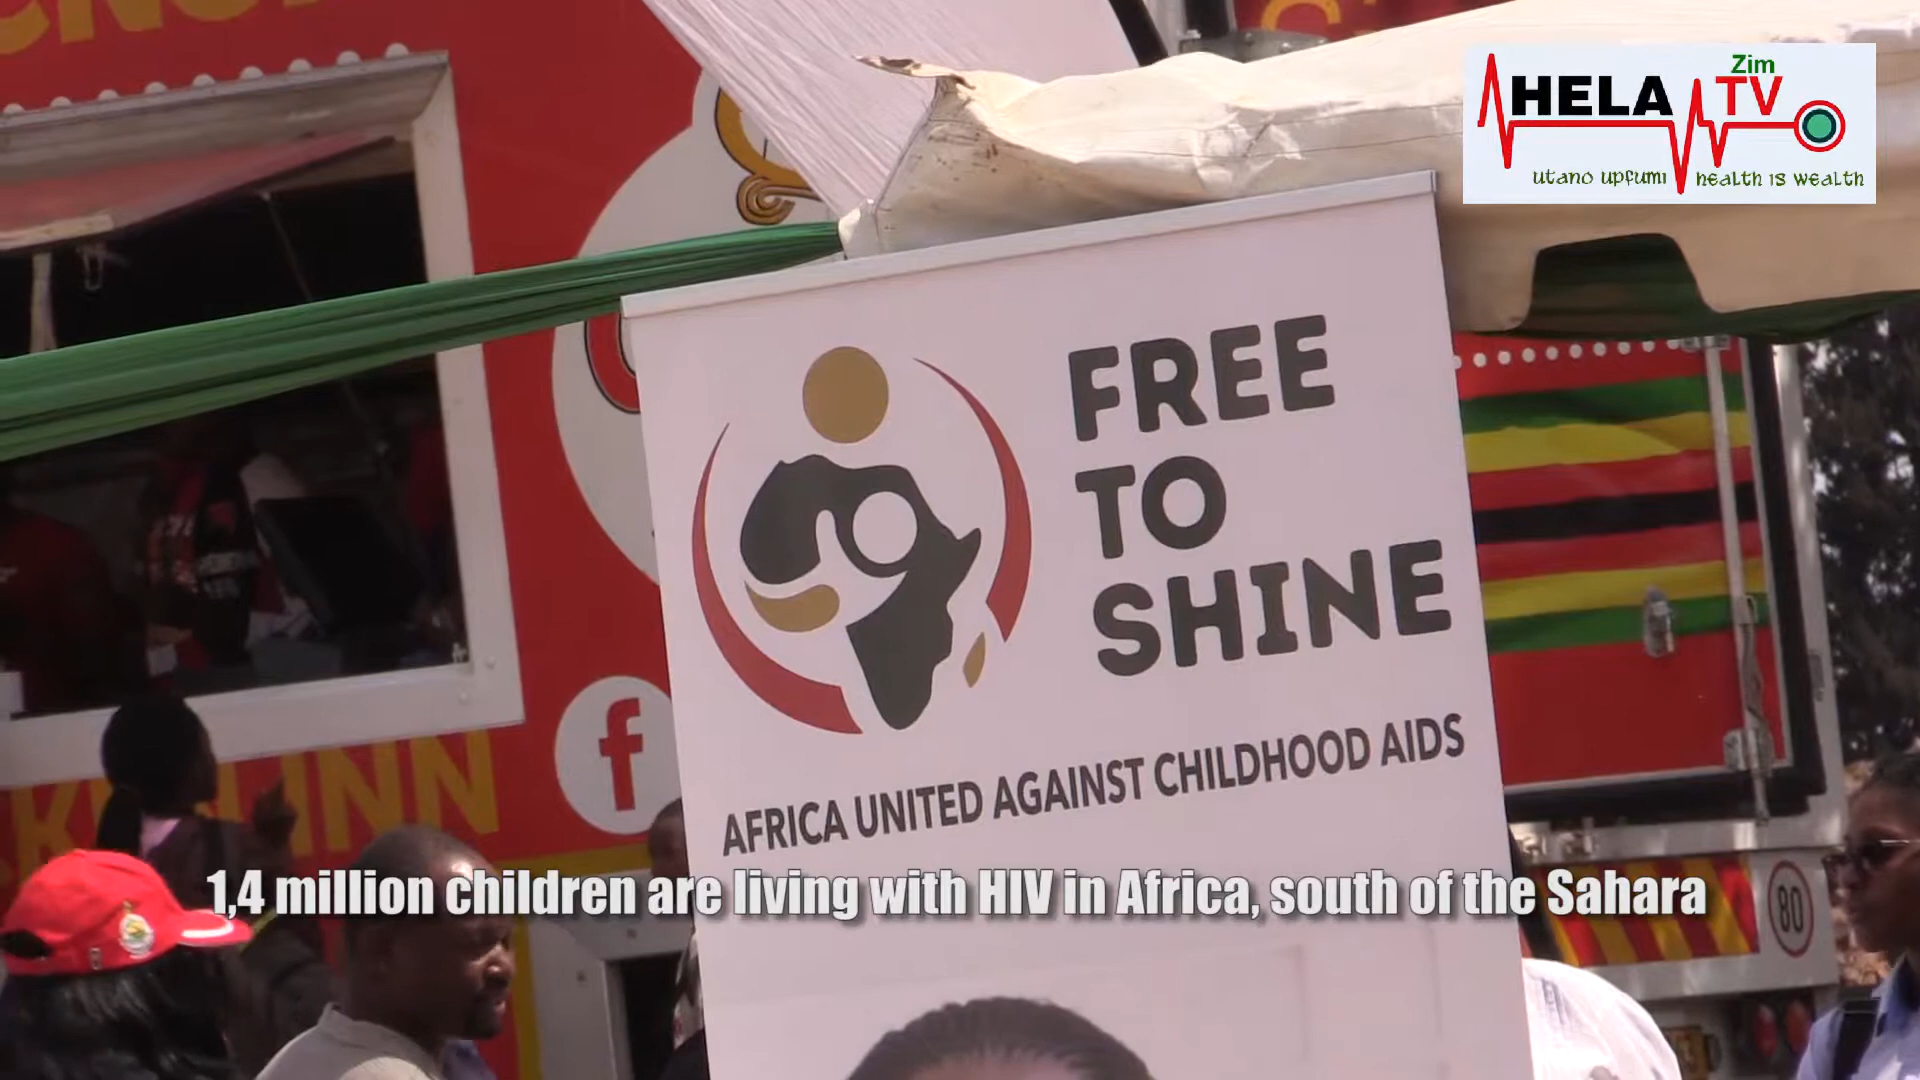 Zim
HELA TV
utano upfumi health is wealth
FREE
TO
SHINE
AFRICA UNITED AGAINST CHILDHOOD AIDS
f
INN
1,4 million children are living with HIV in Africa, south of the Sahara
80